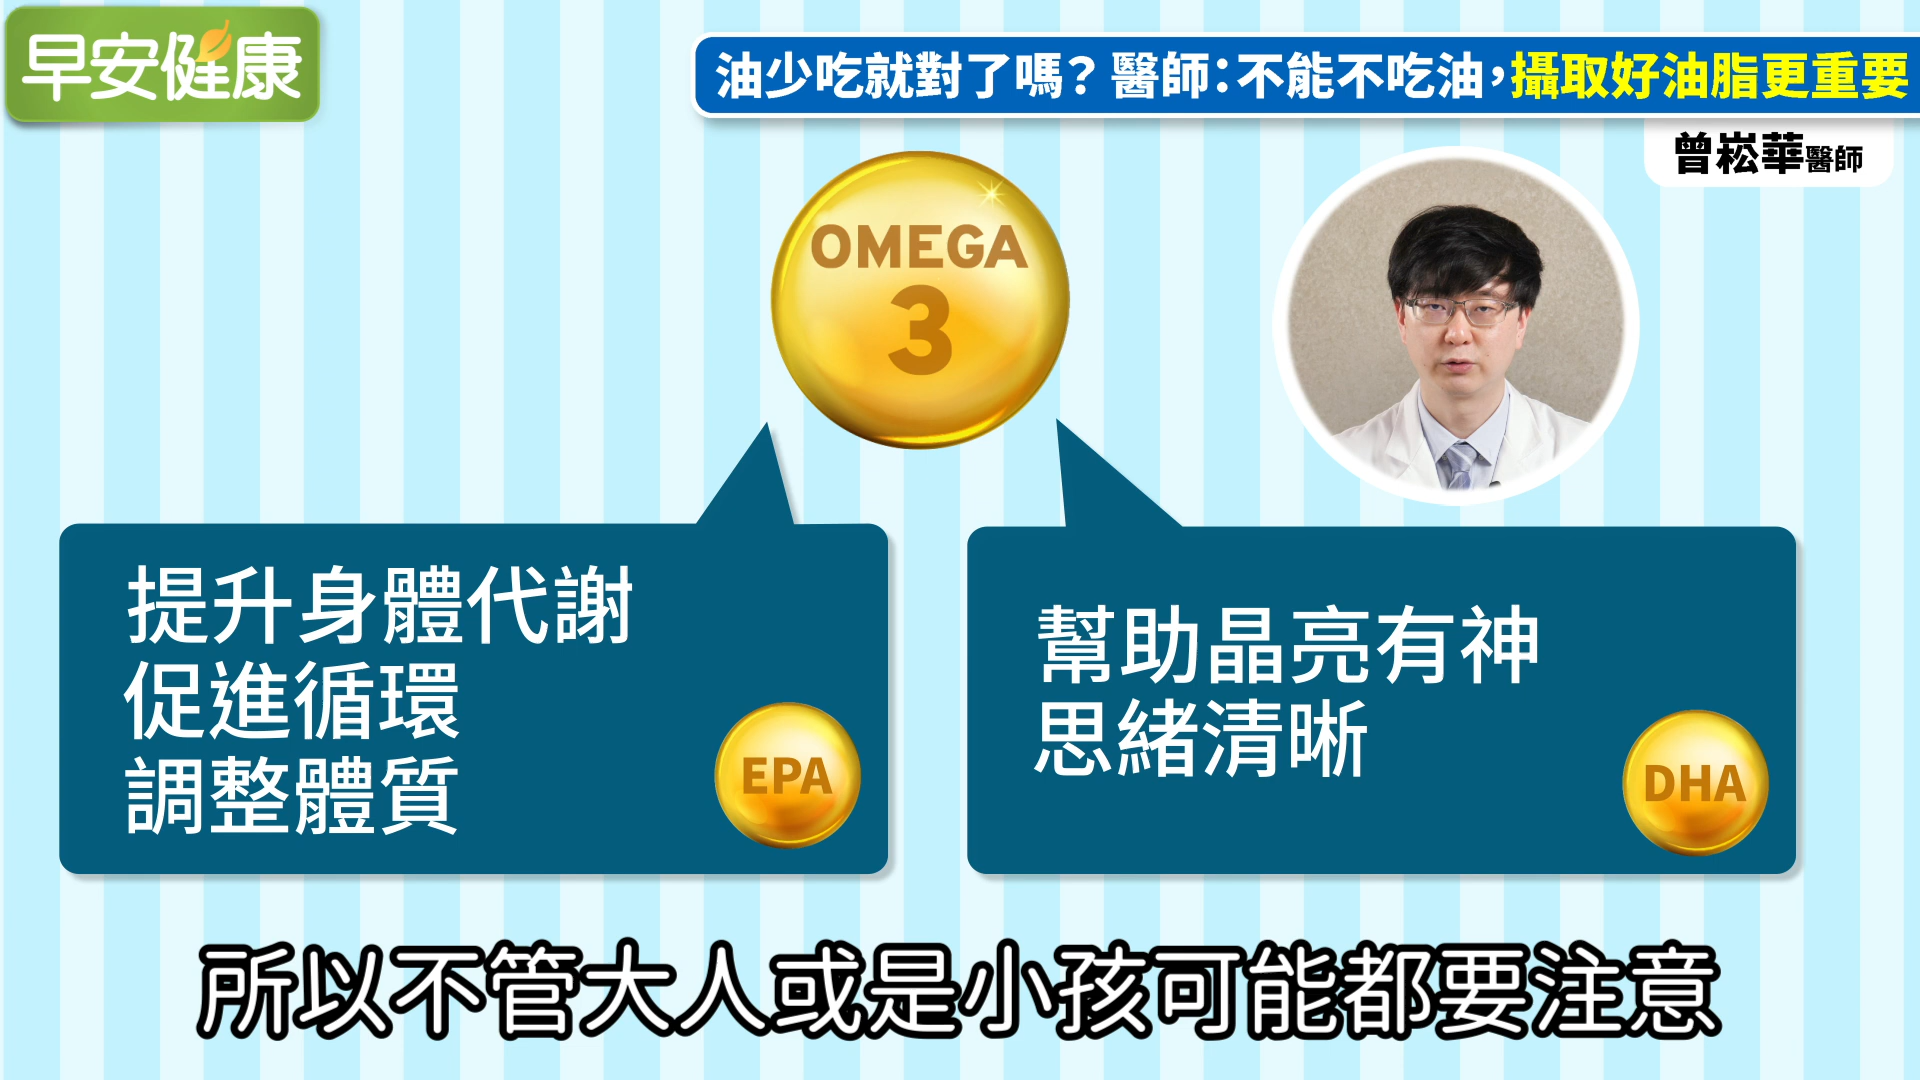 早安健康
油少吃就對了嗎？醫師：不能不吃油，攝取好油脂更重要
曾崧華醫師
OMEGA
3
提升身體代謝
促進循環
調整體質
EPA
幫助晶亮有神
思緒清晰
DHA
所以不管大人或是小孩可能都要注意